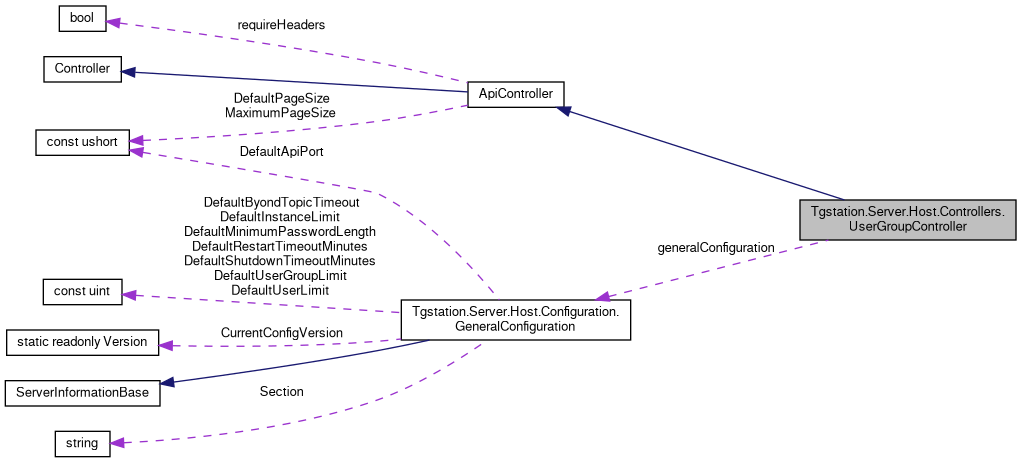 bool
requireHeaders
Controller
ApiController
DefaultPageSize
MaximumPageSize
const ushort
DefaultApiPort
DefaultByondTopicTimeout
DefaultInstanceLimit
DefaultMinimumPasswordLength
DefaultRestartTimeoutMinutes
DefaultShutdownTimeoutMinutes
DefaultUserGroupLimit
DefaultUserLimit
Tgstation.Server.Host.Controllers.
UserGroupController
generalConfiguration
const uint
Tgstation.Server.Host.Configuration.
GeneralConfiguration
CurrentConfigVersion
static readonly Version
ServerInformationBase
Section
string